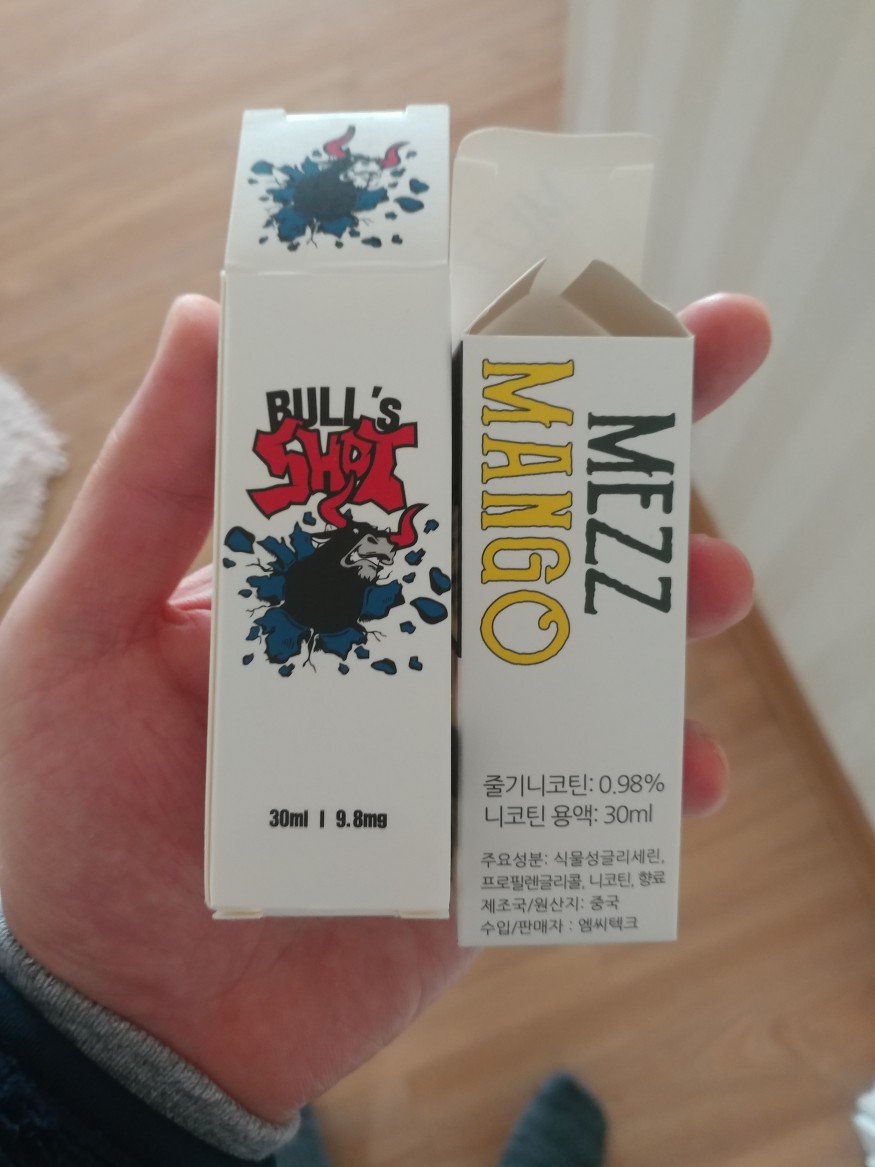 BULL's
SHOT
30ml | 9.8mg
MEZZ
MANGO
줄기니코틴: 0.98%
니코틴 용액: 30ml
주요성분: 식물성글리세린,
프로필렌글리콜, 니코틴, 향료
제조국/원산지: 중국
수입/판매자 : 엠씨텍크